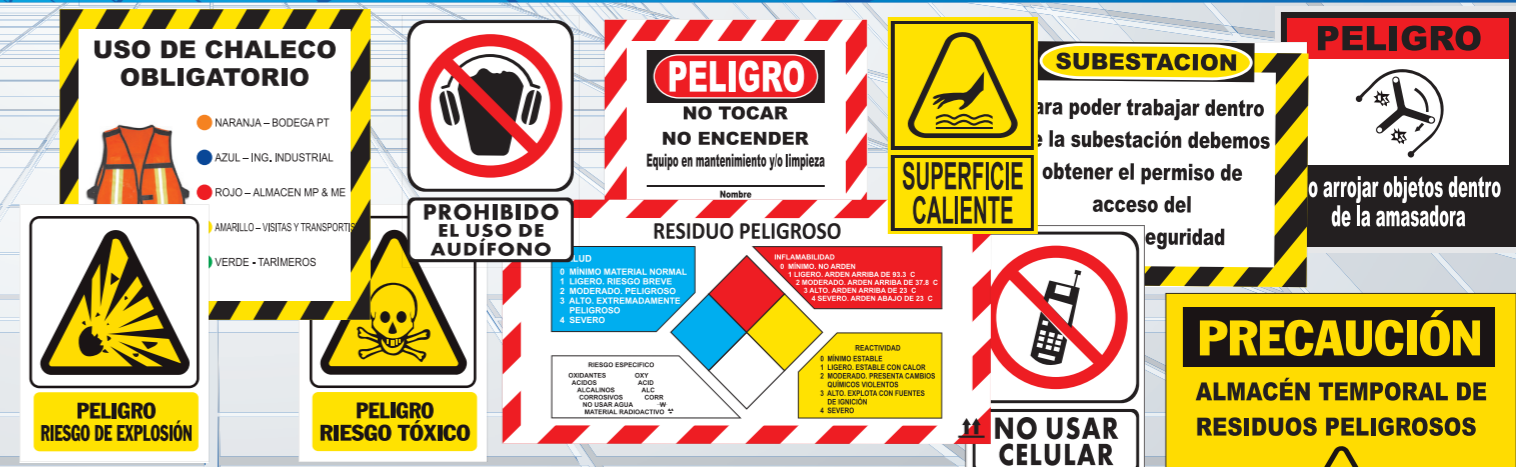 USO DE CHALECO
OBLIGATORIO
NARANJA – BODEGA PT
AZUL – ING. INDUSTRIAL
ROJO – ALMACEN MP & ME
AMARILLO – VISITAS Y TRANSPORTIS
VERDE - TARIMEROS
PELIGRO
RIESGO DE EXPLOSIÓN
PELIGRO
RIESGO TÓXICO
PROHIBIDO
EL USO DE
AUDÍFONO
PELIGRO
NO TOCAR
NO ENCENDER
Equipo en mantenimiento y/o limpieza
Nombre
RESIDUO PELIGROSO
LUD
0 MÍNIMO MATERIAL NORMAL
1 LIGERO. RIESGO BREVE
2 MODERADO. PELIGROSO
3 ALTO. EXTREMADAMENTE
PELIGROSO
4 SEVERO
INFLAMABILIDAD
0 MÍNIMO. NO ARDEN
1 LIGERO. ARDEN ARRIBA DE 93.3 C
2 MODERADO. ARDEN ARRIBA DE 37.8 C
3 ALTO. ARDEN ARRIBA DE 23 C
4 SEVERO. ARDEN ABAJO DE 23 C
RIESGO ESPECIFICO
OXIDANTES OXY
ACIDOS ACID
ALCALINOS ALC
CORROSIVOS CORR
NO USAR AGUA W
MATERIAL RADIOACTIVO
REACTIVIDAD
0 MÍNIMO ESTABLE
1 LIGERO. ESTABLE CON CALOR
2 MODERADO. PRESENTA CAMBIOS
QUÍMICOS VIOLENTOS
3 ALTO. EXPLOTA CON FUENTES
DE IGNICIÓN
4 SEVERO
SUPERFICIE
CALIENTE
SUBESTACION
ara poder trabajar dentro
e la subestación debemos
obtener el permiso de
acceso del
eguridad
NO USAR
CELULAR
PELIGRO
o arrojar objetos dentro
de la amasadora
PRECAUCIÓN
ALMACÉN TEMPORAL DE
RESIDUOS PELIGROSOS